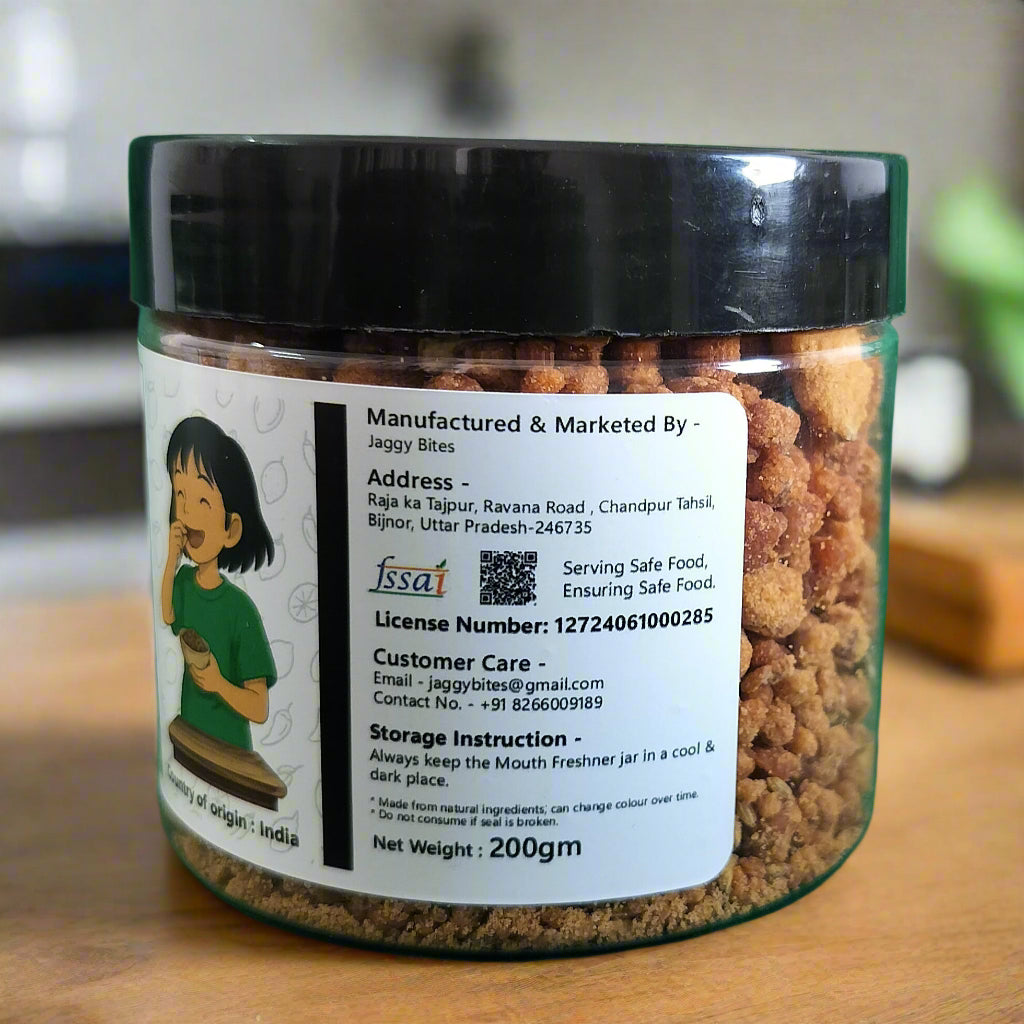 Manufactured & Marketed By -
Jaggy Bites
Address -
Raja ka Tajpur, Ravana Road , Chandpur Tahsil,
Bijnor, Uttar Pradesh-246735
fssai
Serving Safe Food,
Ensuring Safe Food.
License Number: 12724061000285
Customer Care -
Email - jaggybites@gmail.com
Contact No. - +91 8266009189
Storage Instruction -
Always keep the Mouth Freshner jar in a cool &
dark place.
* Made from natural ingredients, can change colour over time.
* Do not consume if seal is broken.
Net Weight : 200gm
Country of origin : India